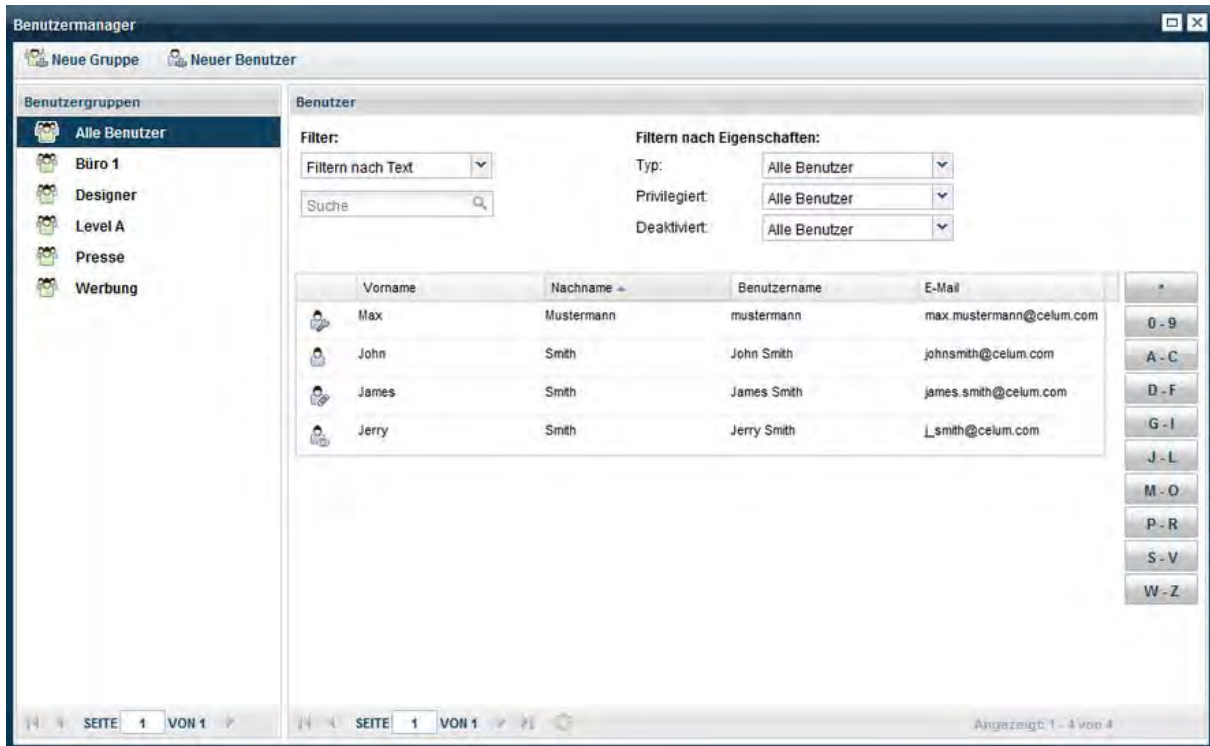 Benutzermanager
Neue Gruppe Neuer Benutzer
Benutzergruppen
Alle Benutzer
Büro 1
Designer
Level A
Presse
Werbung
SEITE 1 VON 1
Benutzer
Filter:
Filtern nach Text
Suche
Filtern nach Eigenschaften:
Typ: Alle Benutzer
Privilegiert: Alle Benutzer
Deaktiviert: Alle Benutzer
Vorname Nachname Benutzername E-Mail
Max Mustermann mustermann max.mustermann@celum.com
John Smith John Smith johnsmith@celum.com
James Smith James Smith james.smith@celum.com
Jerry Smith Jerry Smith j_smith@celum.com
*
0 - 9
A - C
D - F
G - I
J - L
M - O
P - R
S - V
W - Z
SEITE 1 VON 1
Angezeigt: 1 - 4 von 4